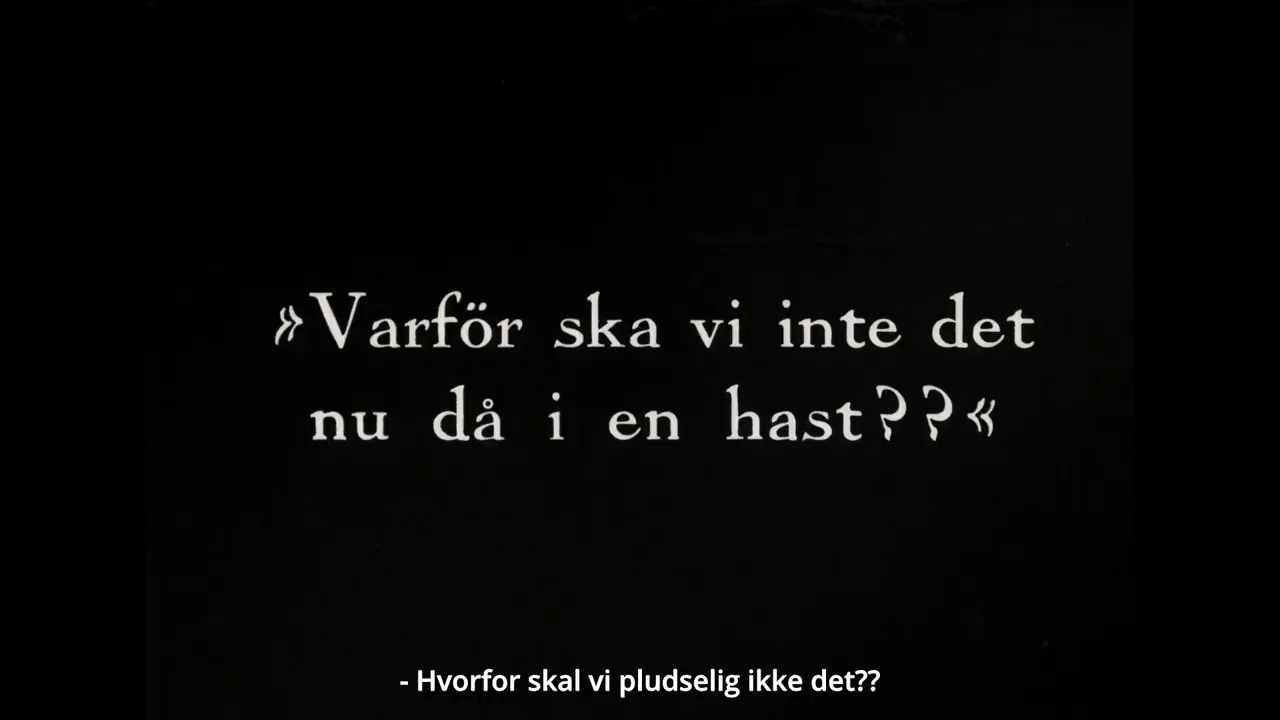 »Varför ska vi inte det
nu då i en hast??«
- Hvorfor skal vi pludselig ikke det??